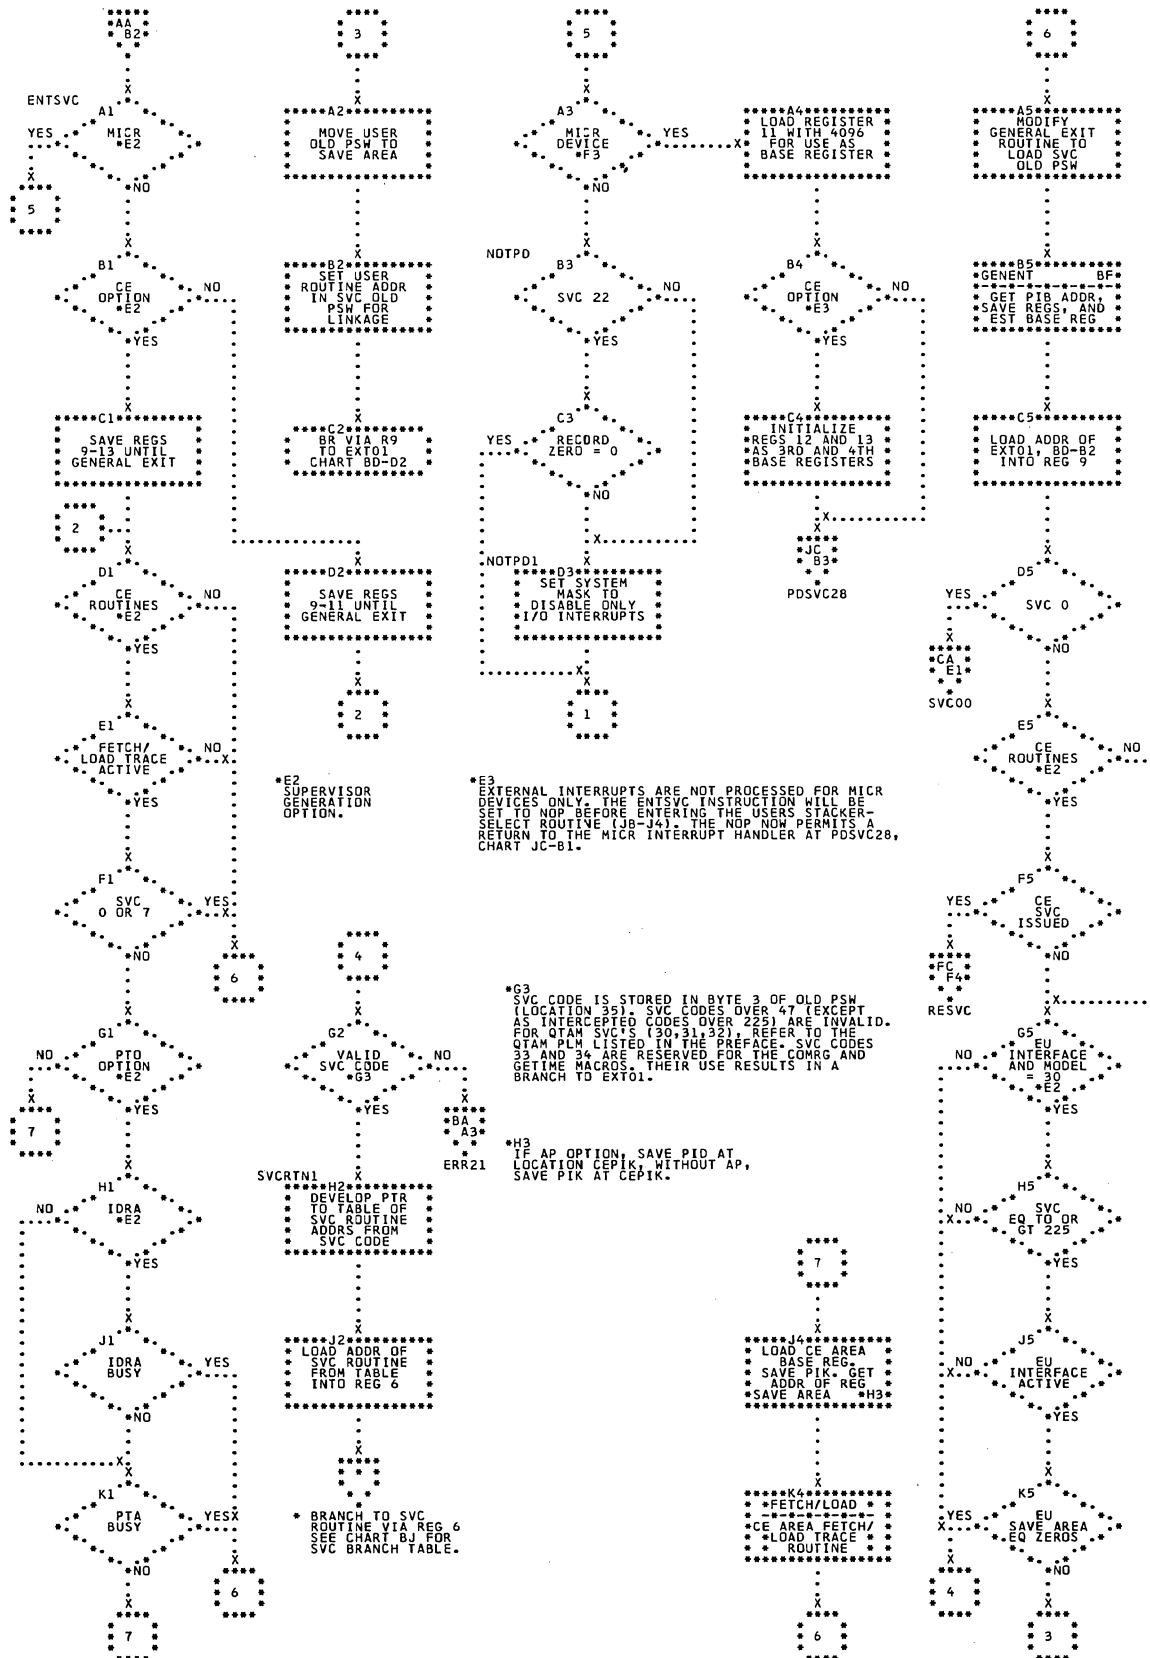 AA
B2
3
5
6
ENTSVC
A1
MICR
*E2
YES
NO
5
A2
MOVE USER
OLD PSW TO
SAVE AREA
A3
MICR
DEVICE
*F3
YES
NO
A4
LOAD REGISTER
11 WITH 4096
FOR USE AS
BASE REGISTER
A5
MODIFY
GENERAL EXIT
ROUTINE TO
LOAD SVC
OLD PSW
B1
CE
OPTION
*E2
NO
YES
B2
SET USER
ROUTINE ADDR
IN SVC OLD
PSW FOR
LINKAGE
NOTPD
B3
SVC 22
NO
YES
B4
CE
OPTION
*E3
NO
YES
B5
GENENT BF
GET PIB ADDR,
SAVE REGS, AND
EST BASE REG
C1
SAVE REGS
9-13 UNTIL
GENERAL EXIT
C2
BR VIA R9
TO EXT01
CHART BD-D2
C3
RECORD
ZERO = 0
YES
NO
C4
INITIALIZE
REGS 12 AND 13
AS 3RD AND 4TH
BASE REGISTERS
C5
LOAD ADDR OF
EXT01, BD-B2
INTO REG 9
2
JC
B3
PDSVC28
D1
CE
ROUTINES
*E2
NO
YES
D2
SAVE REGS
9-11 UNTIL
GENERAL EXIT
2
NOTPD1
D3
SET SYSTEM
MASK TO
DISABLE ONLY
I/O INTERRUPTS
1
D5
SVC 0
YES
NO
CA
E1
SVC00
E1
FETCH/
LOAD TRACE
ACTIVE
NO
YES
*E2
SUPERVISOR
GENERATION
OPTION.
*E3
EXTERNAL INTERRUPTS ARE NOT PROCESSED FOR MICR
DEVICES ONLY. THE ENTSVC INSTRUCTION WILL BE
SET TO NOP BEFORE ENTERING THE USERS STACKER-
SELECT ROUTINE (JB-J4). THE NOP NOW PERMITS A
RETURN TO THE MICR INTERRUPT HANDLER AT PDSVC28,
CHART JC-B1.
E5
CE
ROUTINES
*E2
NO
YES
F1
SVC
0 OR 7
YES
NO
6
F5
CE
SVC
ISSUED
YES
NO
FC
F4
RESVC
4
G1
PTO
OPTION
*E2
NO
YES
7
G2
VALID
SVC CODE
*G3
NO
YES
BA
A3
ERR21
*G3
SVC CODE IS STORED IN BYTE 3 OF OLD PSW
(LOCATION 35). SVC CODES OVER 47 (EXCEPT
AS INTERCEPTED CODES OVER 225) ARE INVALID.
FOR QTAM SVC'S (30,31,32), REFER TO THE
QTAM PLM LISTED IN THE PREFACE. SVC CODES
33 AND 34 ARE RESERVED FOR THE COMRG AND
GETIME MACROS. THEIR USE RESULTS IN A
BRANCH TO EXT01.
G5
EU
INTERFACE
AND MODEL
= 30
*E2
NO
YES
*H3
IF AP OPTION, SAVE PID AT
LOCATION CEPIK, WITHOUT AP,
SAVE PIK AT CEPIK.
H1
IDRA
*E2
NO
YES
SVCRTN1
H2
DEVELOP PTR
TO TABLE OF
SVC ROUTINE
ADDRS FROM
SVC CODE
H5
SVC
EQ TO OR
GT 225
NO
YES
7
J1
IDRA
BUSY
YES
NO
J2
LOAD ADDR OF
SVC ROUTINE
FROM TABLE
INTO REG 6
J4
LOAD CE AREA
BASE REG.
SAVE PIK. GET
ADDR OF REG
SAVE AREA *H3
J5
EU
INTERFACE
ACTIVE
NO
YES
K1
PTA
BUSY
YES
NO
6
7
* BRANCH TO SVC
ROUTINE VIA REG 6
SEE CHART BJ FOR
SVC BRANCH TABLE.
K4
FETCH/LOAD
CE AREA FETCH/
LOAD TRACE
ROUTINE
6
K5
EU
SAVE AREA
EQ ZEROS
YES
NO
4
3